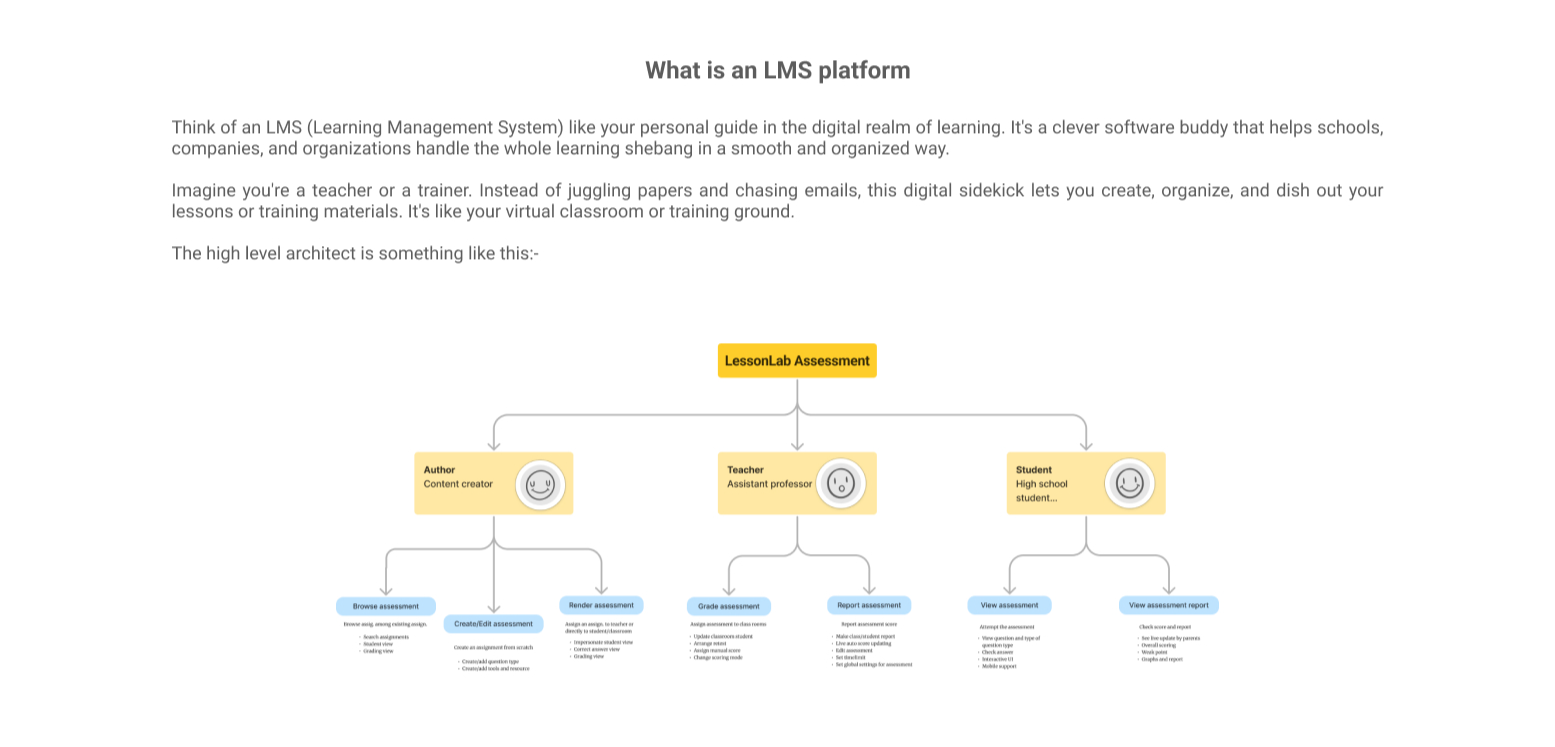 What is an LMS platform
Think of an LMS (Learning Management System) like your personal guide in the digital realm of learning. It's a clever software buddy that helps schools,
companies, and organizations handle the whole learning shebang in a smooth and organized way.
Imagine you're a teacher or a trainer. Instead of juggling papers and chasing emails, this digital sidekick lets you create, organize, and dish out your
lessons or training materials. It's like your virtual classroom or training ground.
The high level architect is something like this:-
LessonLab Assessment
Author
Content creator
Teacher
Assistant professor
Student
High school
student...
Browse assessment
Browse assig. among existing assign.
· Search assignments
· Student view
· Grading view
Create/Edit assessment
Create an assignment from scratch
· Create/add question type
· Create/add tools and resource
Render assessment
Assign an assign. to teacher or
directly to student/classroom
· Impersonate student view
· Correct answer view
· Grading view
Grade assessment
Assign assessment to class rooms
· Update classroom student
· Arrange retest
· Assign manual score
· Change scoring mode
Report assessment
Report assessment score
· Make class/student report
· Live auto score updating
· Edit assessment
· Set timelimit
· Set global settings for assessment
View assessment
Attempt the assessment
· View question and type of
question type
· Check answer
· Interactive UI
· Mobile support
View assessment report
Check score and report
· See live update by parents
· Overall scoring
· Weak point
· Graphs and report